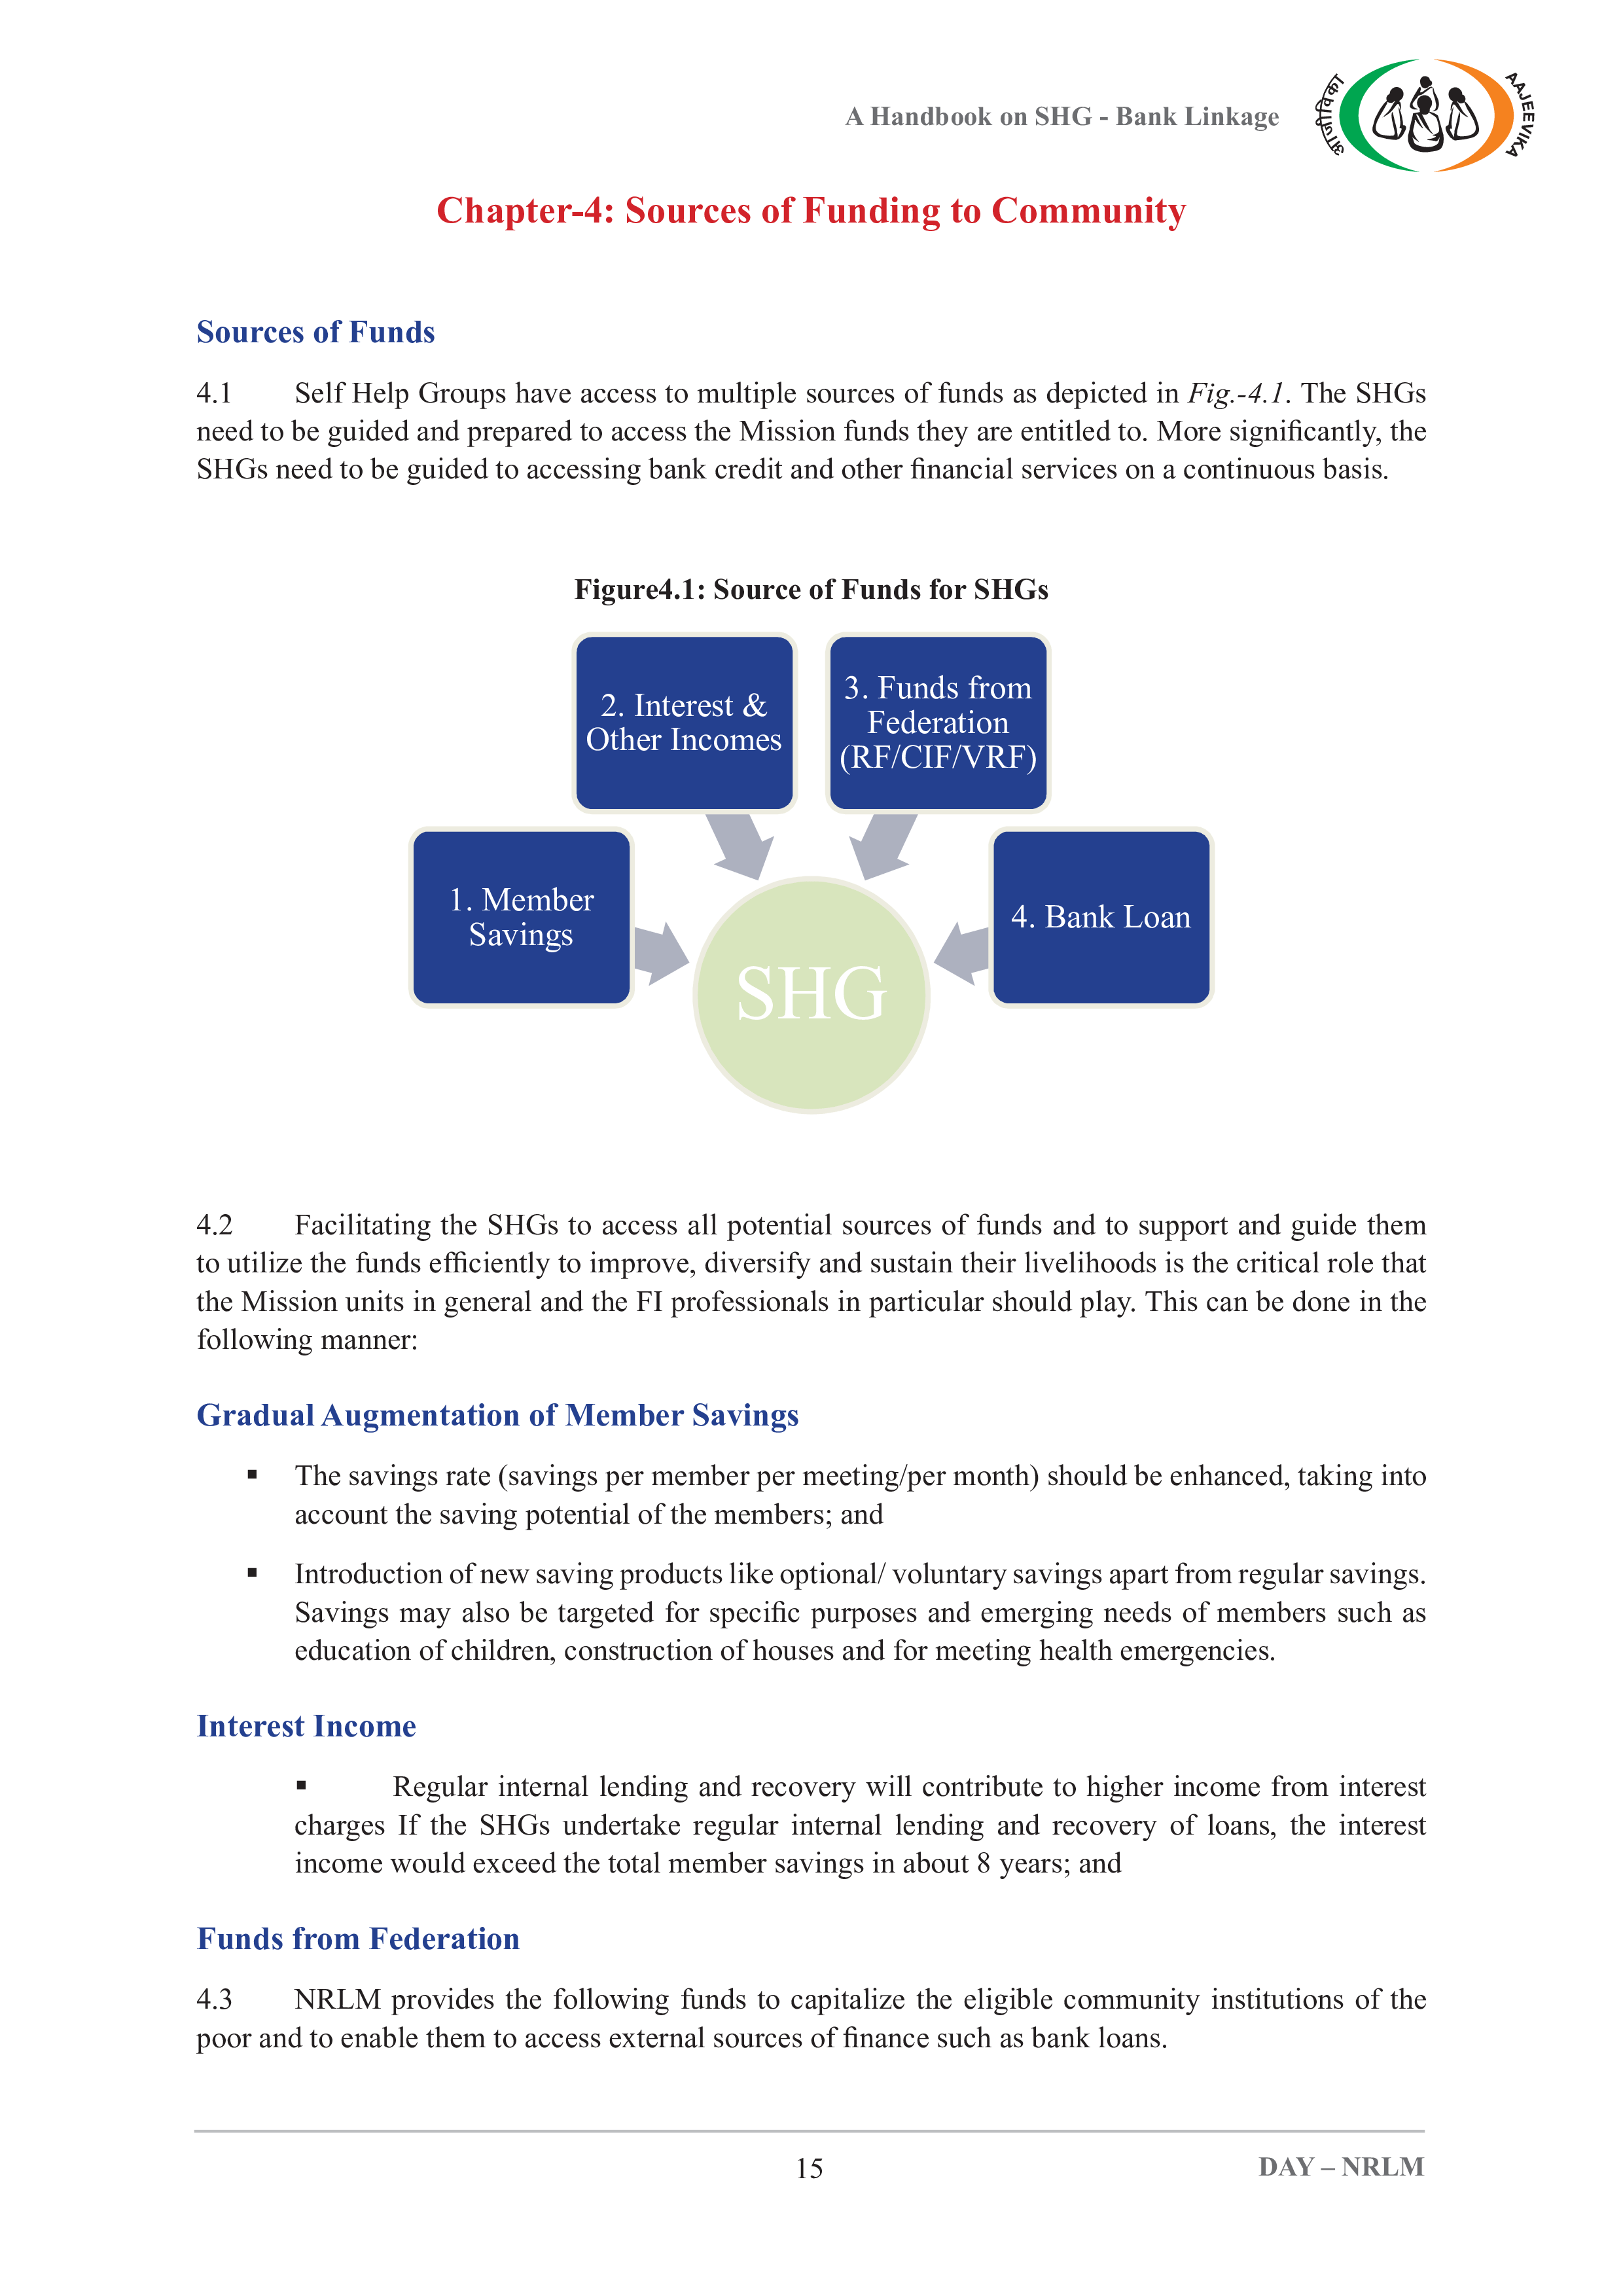 A Handbook on SHG - Bank Linkage
आजीविका
AAJEEVIKA
Chapter-4: Sources of Funding to Community
Sources of Funds
4.1 Self Help Groups have access to multiple sources of funds as depicted in Fig.-4.1. The SHGs
need to be guided and prepared to access the Mission funds they are entitled to. More significantly, the
SHGs need to be guided to accessing bank credit and other financial services on a continuous basis.
Figure4.1: Source of Funds for SHGs
2. Interest &
Other Incomes
3. Funds from
Federation
(RF/CIF/VRF)
1. Member
Savings
4. Bank Loan
SHG
4.2 Facilitating the SHGs to access all potential sources of funds and to support and guide them
to utilize the funds efficiently to improve, diversify and sustain their livelihoods is the critical role that
the Mission units in general and the FI professionals in particular should play. This can be done in the
following manner:
Gradual Augmentation of Member Savings
▪ The savings rate (savings per member per meeting/per month) should be enhanced, taking into
account the saving potential of the members; and
▪ Introduction of new saving products like optional/ voluntary savings apart from regular savings.
Savings may also be targeted for specific purposes and emerging needs of members such as
education of children, construction of houses and for meeting health emergencies.
Interest Income
▪ Regular internal lending and recovery will contribute to higher income from interest
charges If the SHGs undertake regular internal lending and recovery of loans, the interest
income would exceed the total member savings in about 8 years; and
Funds from Federation
4.3 NRLM provides the following funds to capitalize the eligible community institutions of the
poor and to enable them to access external sources of finance such as bank loans.
15
DAY – NRLM